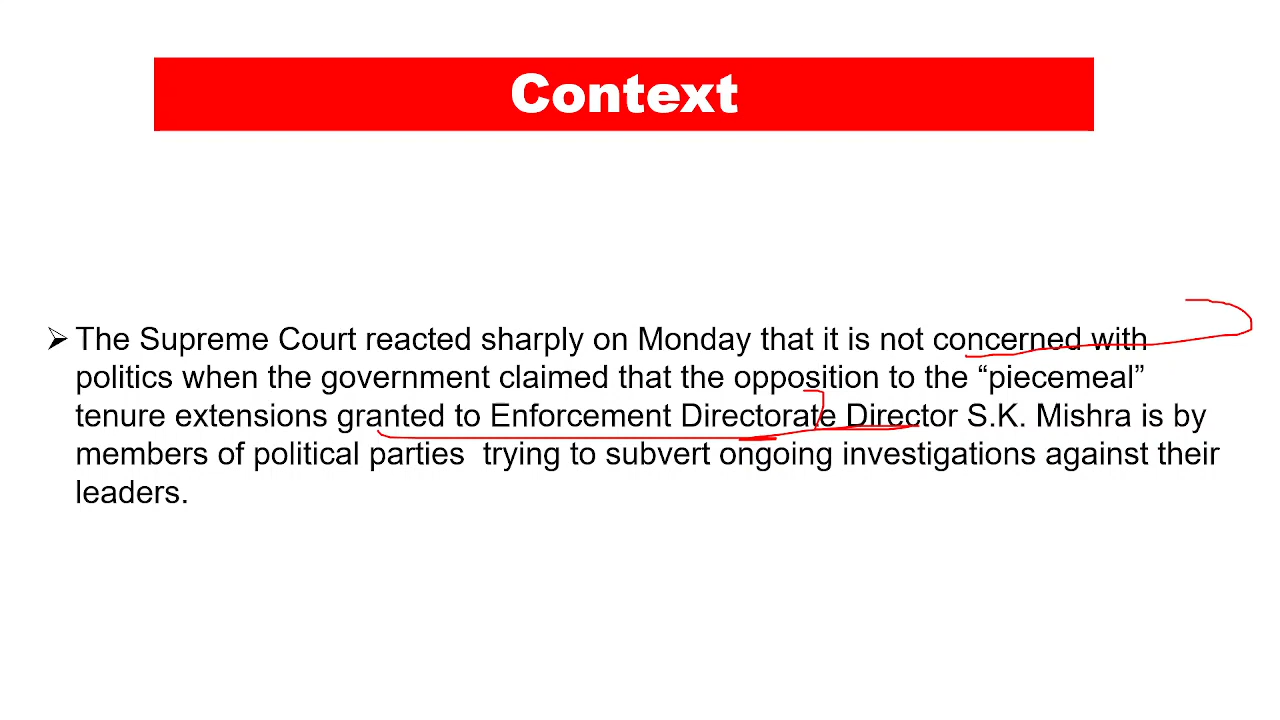 Context
➢ The Supreme Court reacted sharply on Monday that it is not concerned with
politics when the government claimed that the opposition to the “piecemeal”
tenure extensions granted to Enforcement Directorate Director S.K. Mishra is by
members of political parties  trying to subvert ongoing investigations against their
leaders.